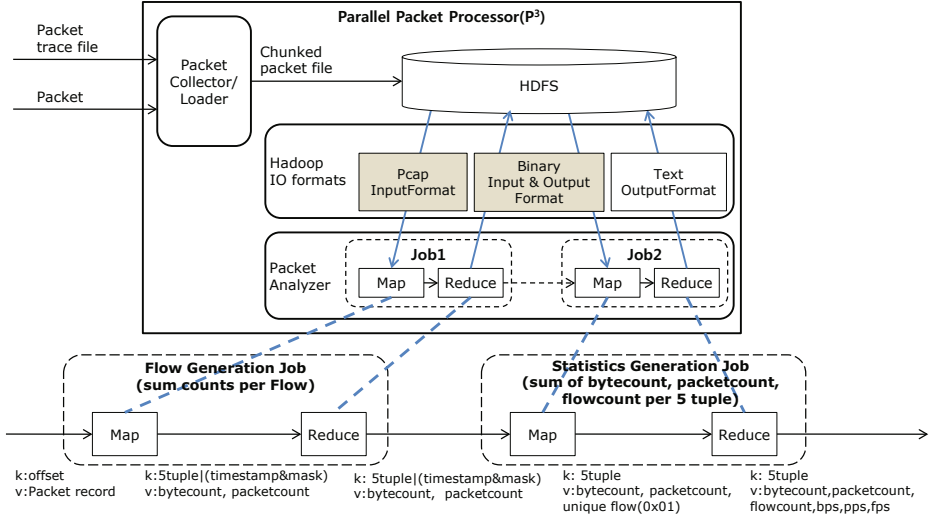 Parallel Packet Processor(P³)
Packet
trace file
Packet
Packet
Collector/
Loader
Chunked
packet file
HDFS
Hadoop
IO formats
Pcap
InputFormat
Binary
Input & Output
Format
Text
OutputFormat
Packet
Analyzer
Job1
Map
Reduce
Job2
Map
Reduce
Flow Generation Job
(sum counts per Flow)
Map
Reduce
Statistics Generation Job
(sum of bytecount, packetcount,
flowcount per 5 tuple)
Map
Reduce
k:offset
v:Packet record
k:5tuple|(timestamp&mask)
v:bytecount, packetcount
k: 5tuple|(timestamp&mask)
v:bytecount, packetcount
k: 5tuple
v:bytecount, packetcount,
unique flow(0x01)
k: 5tuple
v:bytecount,packetcount,
flowcount,bps,pps,fps